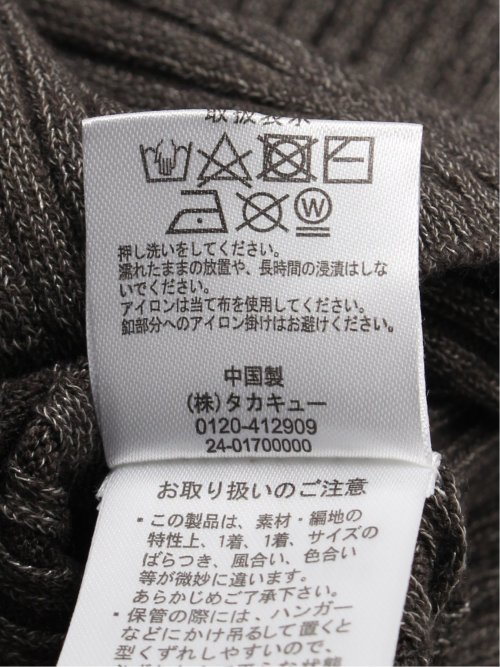 取扱表示
W
押し洗いをしてください。
濡れたままの放置や、長時間の浸漬はしな
いでください。
アイロンは当て布を使用してください。
釦部分へのアイロン掛けはお避けください。
中国製
(株)タカキュー
0120-412909
24-01700000
お取り扱いのご注意
・この製品は、素材・編地の
特性上、1着、1着、サイズの
ばらつき、風合い、色合い
等が微妙に違います。
あらかじめご了承下さい。
・保管の際には、ハンガー
などにかけ吊るして置くと
型くずれしやすいので